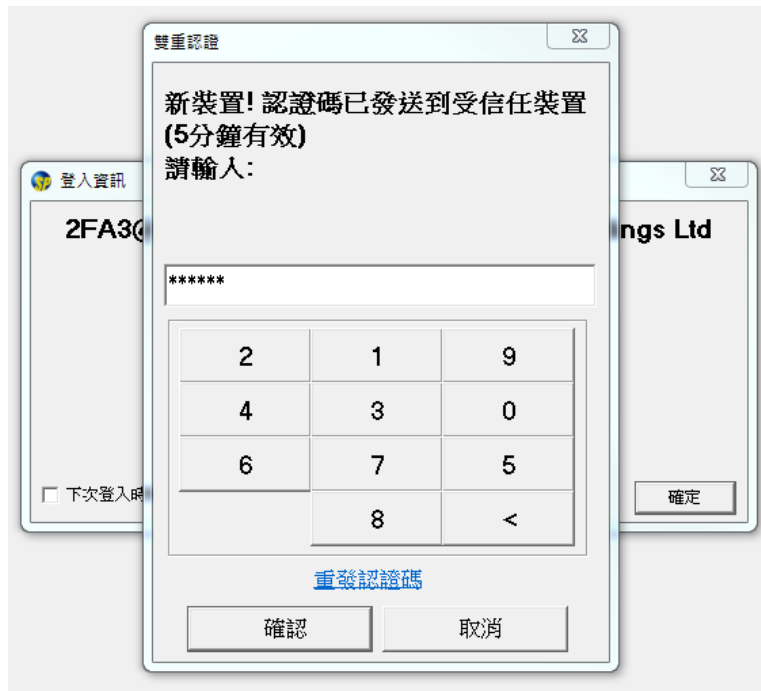 雙重認證
新裝置! 認證碼已發送到受信任裝置
(5分鐘有效)
請輸入:
登入資訊
2FA3@
ngs Ltd
******
2 1 9
4 3 0
6 7 5
8 <
下次登入時
確定
重發認證碼
確認 取消